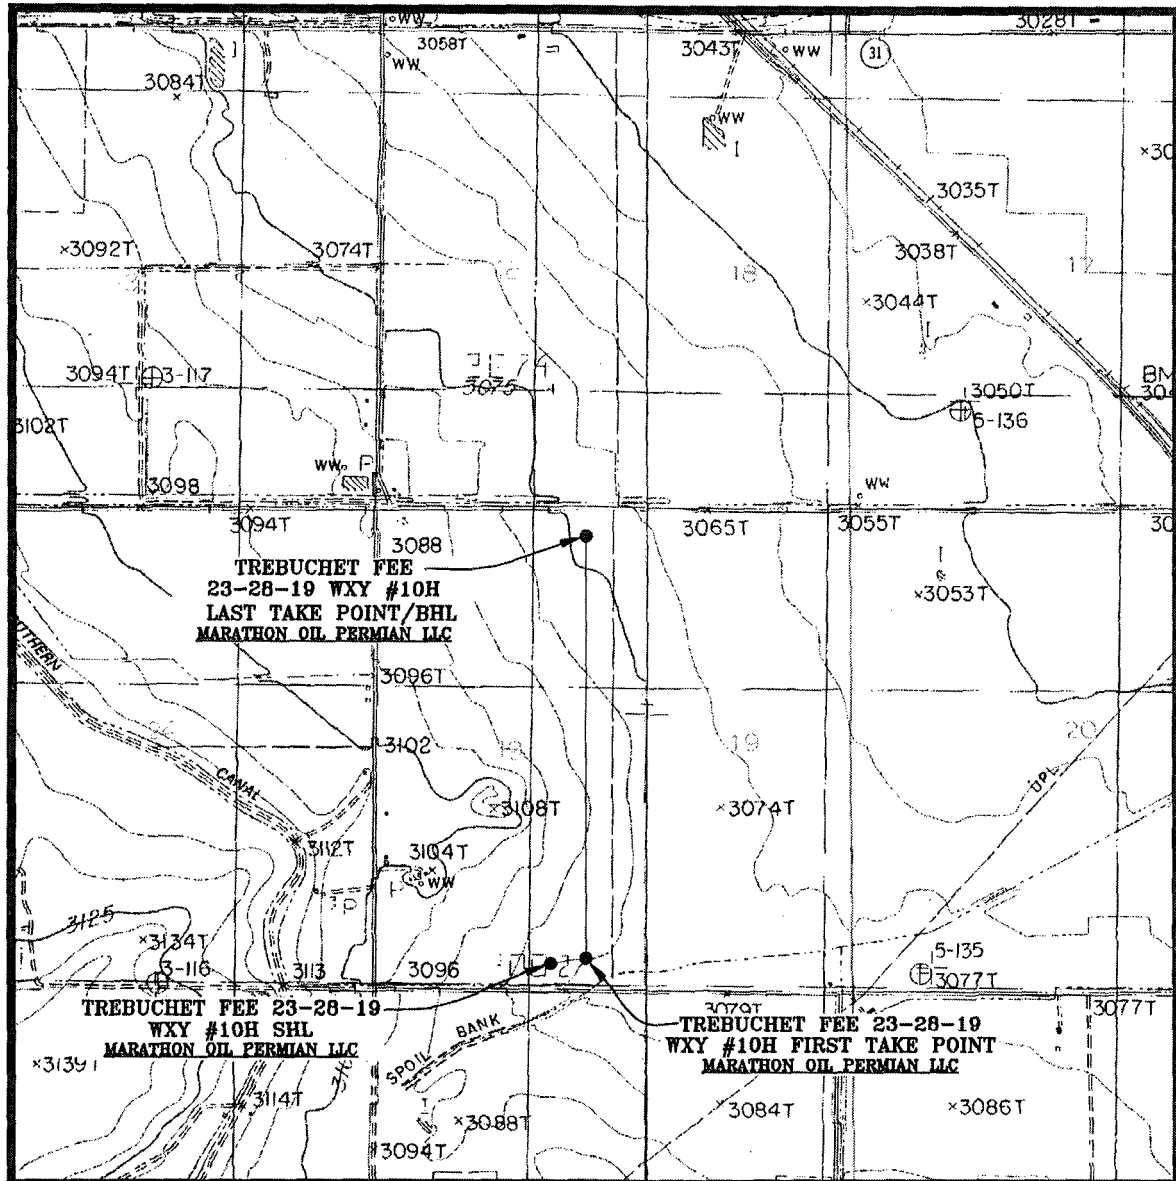 WW
3058T
3028T
3043T
WW
31
WW
3084T
I
WW
I
3035T
3092T
3074T
3038T
17
18
3044T
I
3094T
3-117
3075
3050T
BM
5-136
3102T
WW
P
3098
WW
3094T
3088
3065T
3055T
TREBUCHET FEE
23-28-19 WXY #10H
LAST TAKE POINT/BHL
MARATHON OIL PERMIAN LLC
I
3053T
3096T
19
20
3102
CANAL
UPL
3108T
3074T
3112T
3104T
WW
3125
3134T
3-116
3113
3096
5-135
3077T
TREBUCHET FEE 23-28-19
WXY #10H SHL
MARATHON OIL PERMIAN LLC
SPOIL BANK
3079T
3077T
TREBUCHET FEE 23-28-19
WXY #10H FIRST TAKE POINT
MARATHON OIL PERMIAN LLC
3114T
3088T
3084T
3086T
3094T